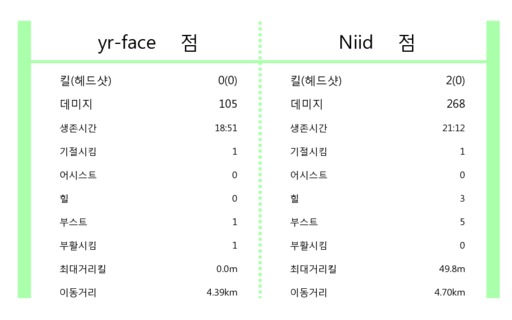 yr-face 점
킬(헤드샷) 0(0)
데미지 105
생존시간 18:51
기절시킴 1
어시스트 0
힐 0
부스트 1
부활시킴 1
최대거리킬 0.0m
이동거리 4.39km
Niid 점
킬(헤드샷) 2(0)
데미지 268
생존시간 21:12
기절시킴 1
어시스트 0
힐 3
부스트 5
부활시킴 0
최대거리킬 49.8m
이동거리 4.70km